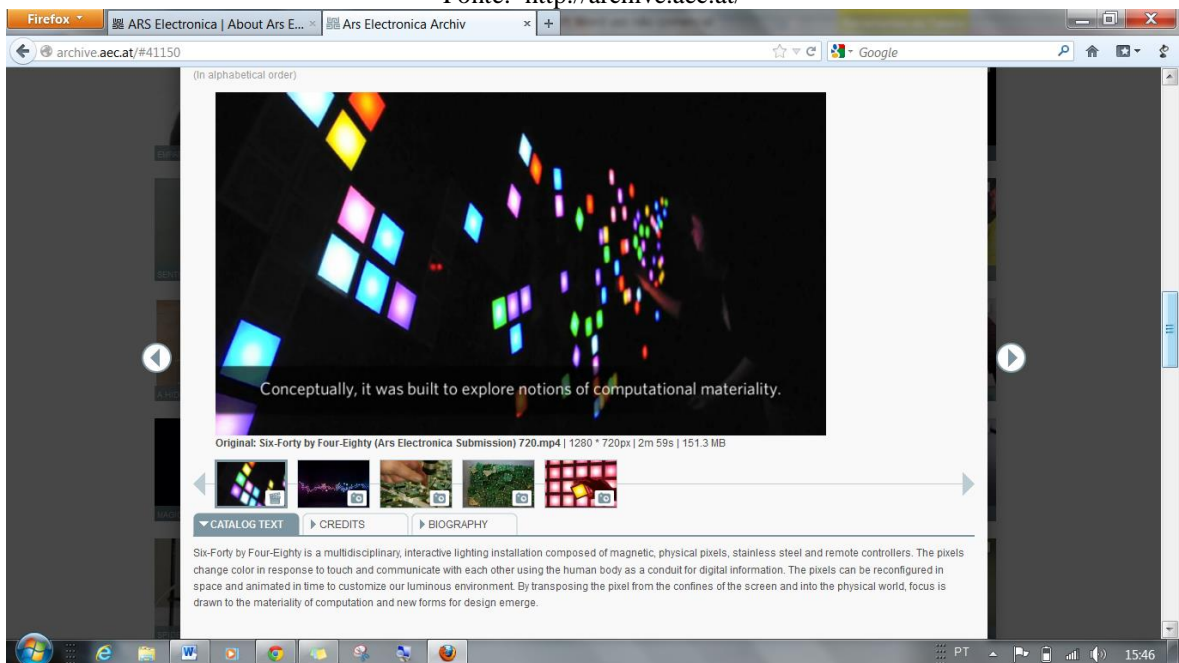 Fonte: http://archive.aec.at/
Firefox
ARS Electronica | About Ars E...
Ars Electronica Archiv
archive.aec.at/#41150
Google
(In alphabetical order)
Conceptually, it was built to explore notions of computational materiality.
Original: Six-Forty by Four-Eighty (Ars Electronica Submission) 720.mp4 | 1280 * 720px | 2m 59s | 151.3 MB
CATALOG TEXT
CREDITS
BIOGRAPHY
Six-Forty by Four-Eighty is a multidisciplinary, interactive lighting installation composed of magnetic, physical pixels, stainless steel and remote controllers. The pixels
change color in response to touch and communicate with each other using the human body as a conduit for digital information. The pixels can be reconfigured in
space and animated in time to customize our luminous environment. By transposing the pixel from the confines of the screen and into the physical world, focus is
drawn to the materiality of computation and new forms for design emerge.
PT
15:46